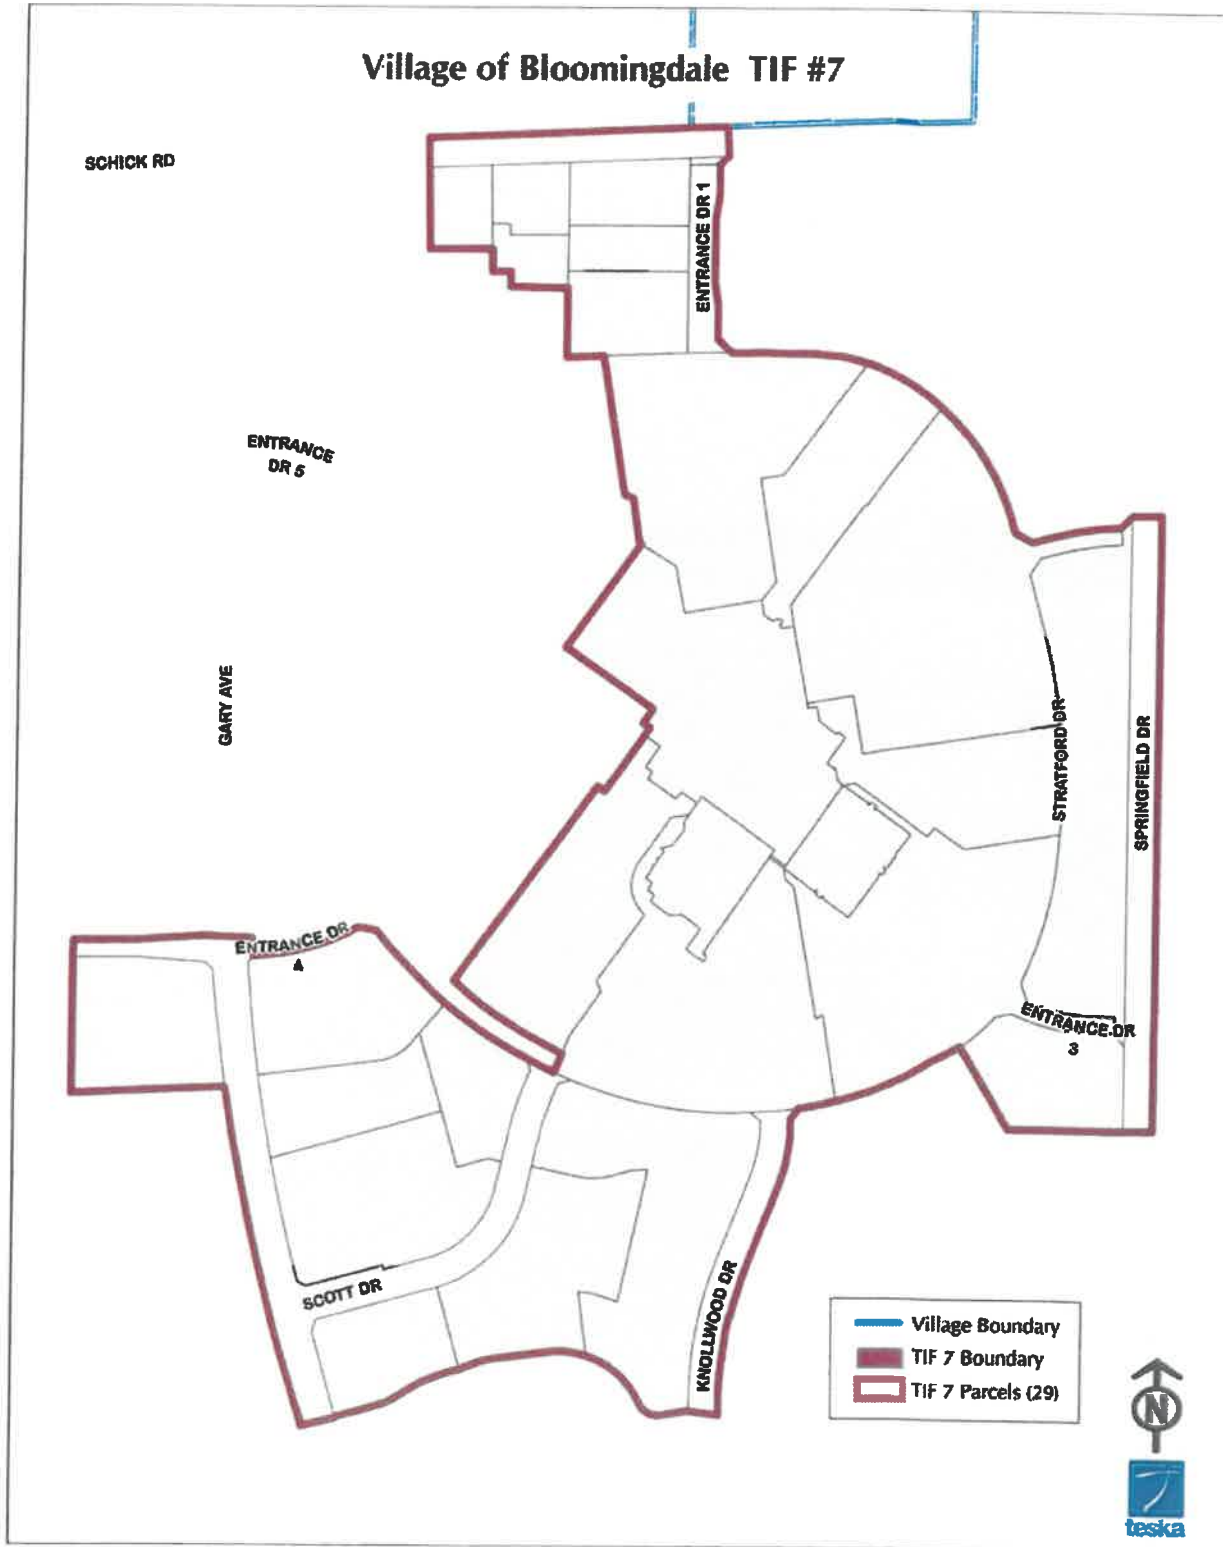 Village of Bloomingdale TIF #7
SCHICK RD
ENTRANCE DR 1
ENTRANCE
DR 5
GARY AVE
STRATFORD DR
SPRINGFIELD DR
ENTRANCE DR
4
ENTRANCE DR
3
SCOTT DR
KNOLLWOOD DR
Village Boundary
TIF 7 Boundary
TIF 7 Parcels (29)
N
teska